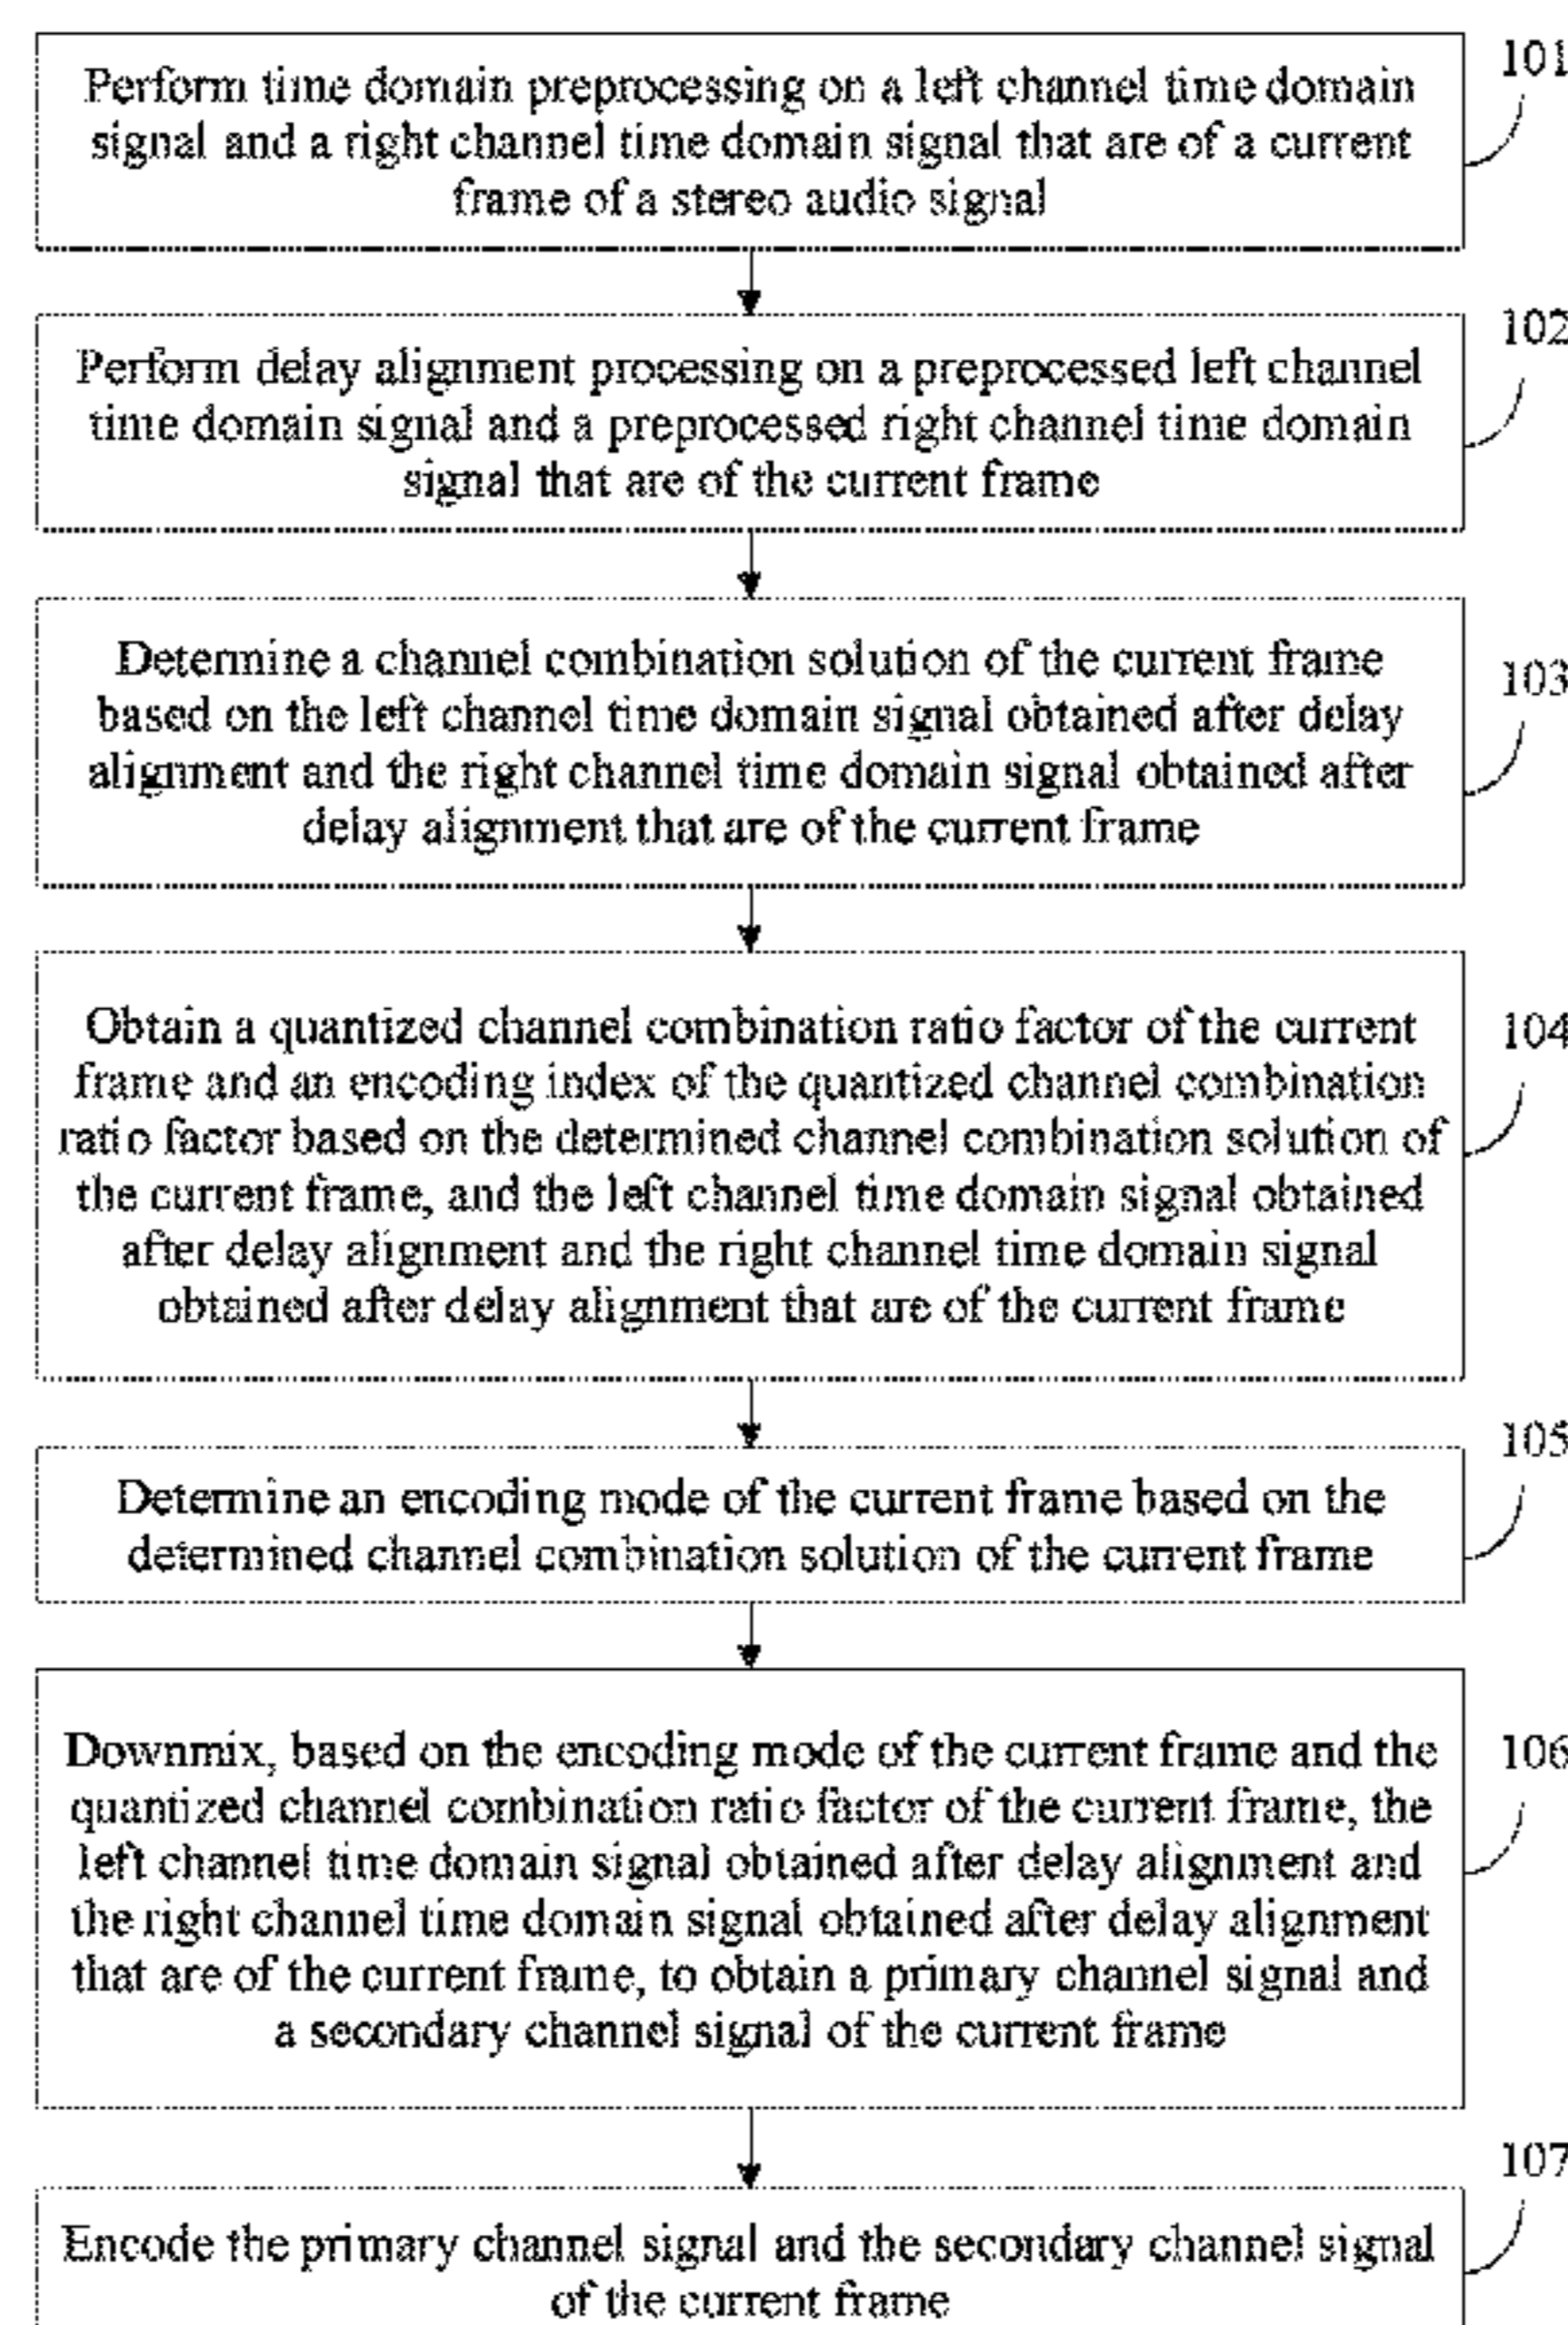 101
Perform time domain preprocessing on a left channel time domain
signal and a right channel time domain signal that are of a current
frame of a stereo audio signal
102
Perform delay alignment processing on a preprocessed left channel
time domain signal and a preprocessed right channel time domain
signal that are of the current frame
103
Determine a channel combination solution of the current frame
based on the left channel time domain signal obtained after delay
alignment and the right channel time domain signal obtained after
delay alignment that are of the current frame
104
Obtain a quantized channel combination ratio factor of the current
frame and an encoding index of the quantized channel combination
ratio factor based on the determined channel combination solution of
the current frame, and the left channel time domain signal obtained
after delay alignment and the right channel time domain signal
obtained after delay alignment that are of the current frame
105
Determine an encoding mode of the current frame based on the
determined channel combination solution of the current frame
106
Downmix, based on the encoding mode of the current frame and the
quantized channel combination ratio factor of the current frame, the
left channel time domain signal obtained after delay alignment and
the right channel time domain signal obtained after delay alignment
that are of the current frame, to obtain a primary channel signal and
a secondary channel signal of the current frame
107
Encode the primary channel signal and the secondary channel signal
of the current frame